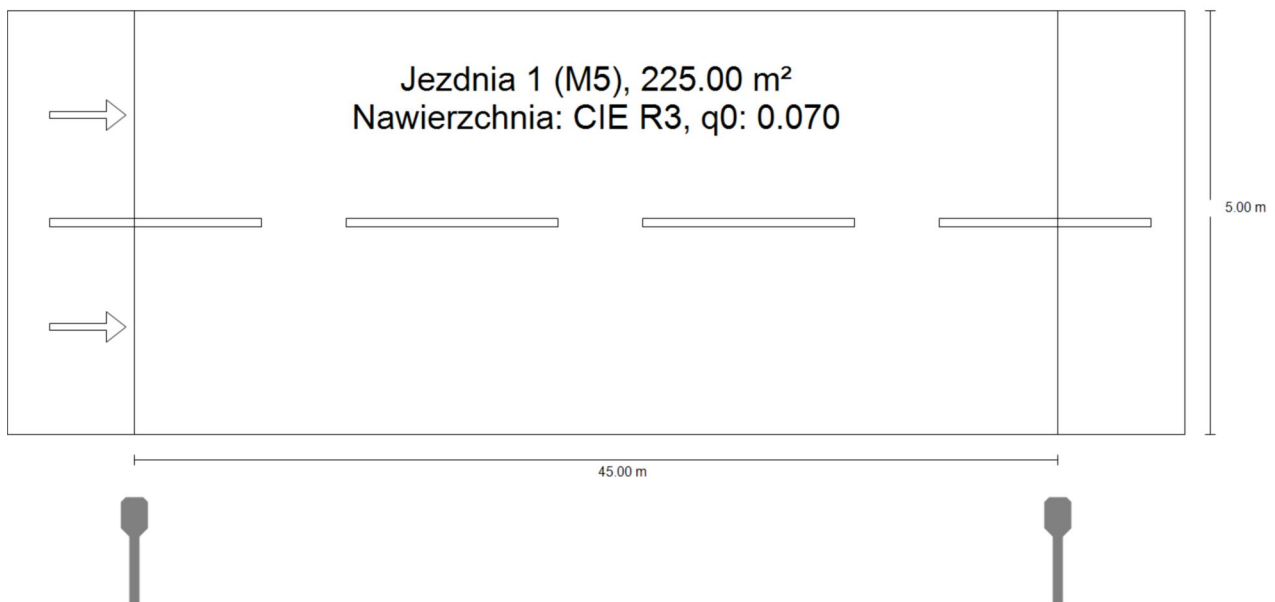 Jezdnia 1 (M5), 225.00 m²
Nawierzchnia: CIE R3, q0: 0.070
5.00 m
45.00 m